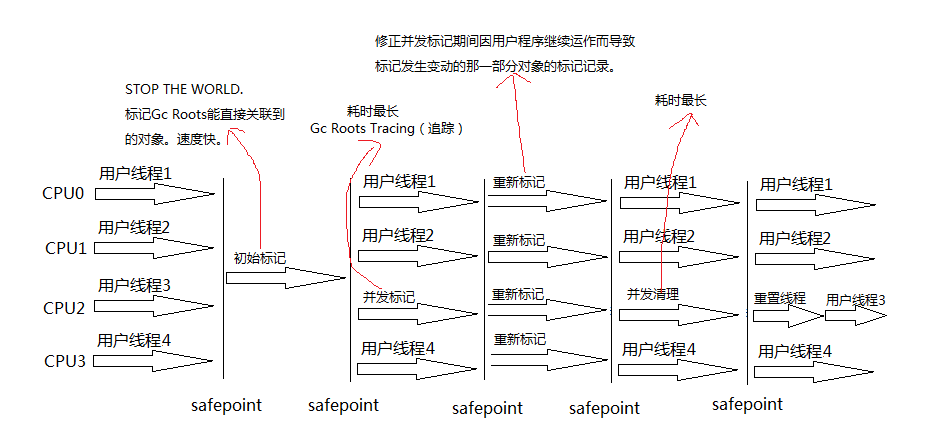 修正并发标记期间因用户程序继续运作而导致
标记发生变动的那一部分对象的标记记录。
STOP THE WORLD.
标记Gc Roots能直接关联到
的对象。速度快。
耗时最长
Gc Roots Tracing（追踪）
耗时最长
CPU0
用户线程1
用户线程1
重新标记
用户线程1
用户线程1
CPU1
用户线程2
用户线程2
重新标记
用户线程2
用户线程2
初始标记
CPU2
用户线程3
并发标记
重新标记
并发清理
重置线程
用户线程3
CPU3
用户线程4
用户线程4
重新标记
用户线程4
用户线程4
safepoint
safepoint
safepoint
safepoint
safepoint